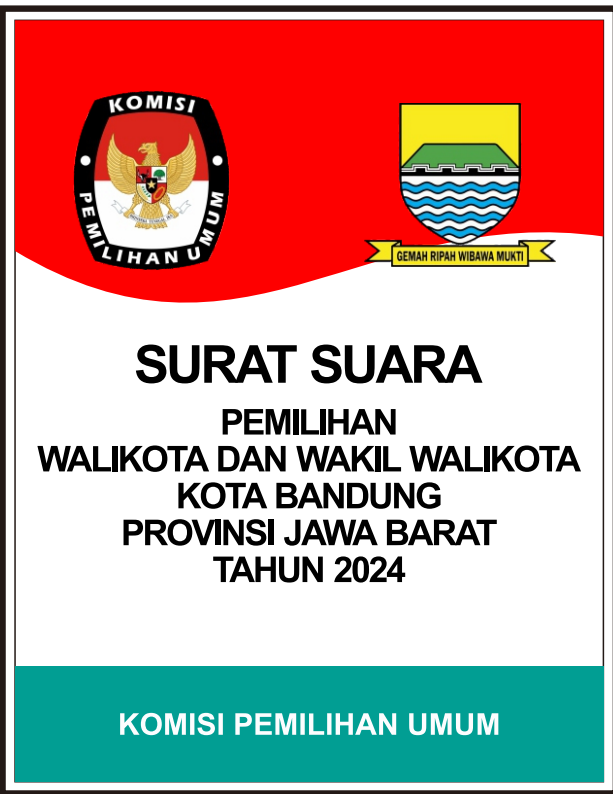 KOMISI
PEMILIHAN UMUM
GEMAH RIPAH WIBAWA MUKTI
SURAT SUARA
PEMILIHAN
WALIKOTA DAN WAKIL WALIKOTA
KOTA BANDUNG
PROVINSI JAWA BARAT
TAHUN 2024
KOMISI PEMILIHAN UMUM